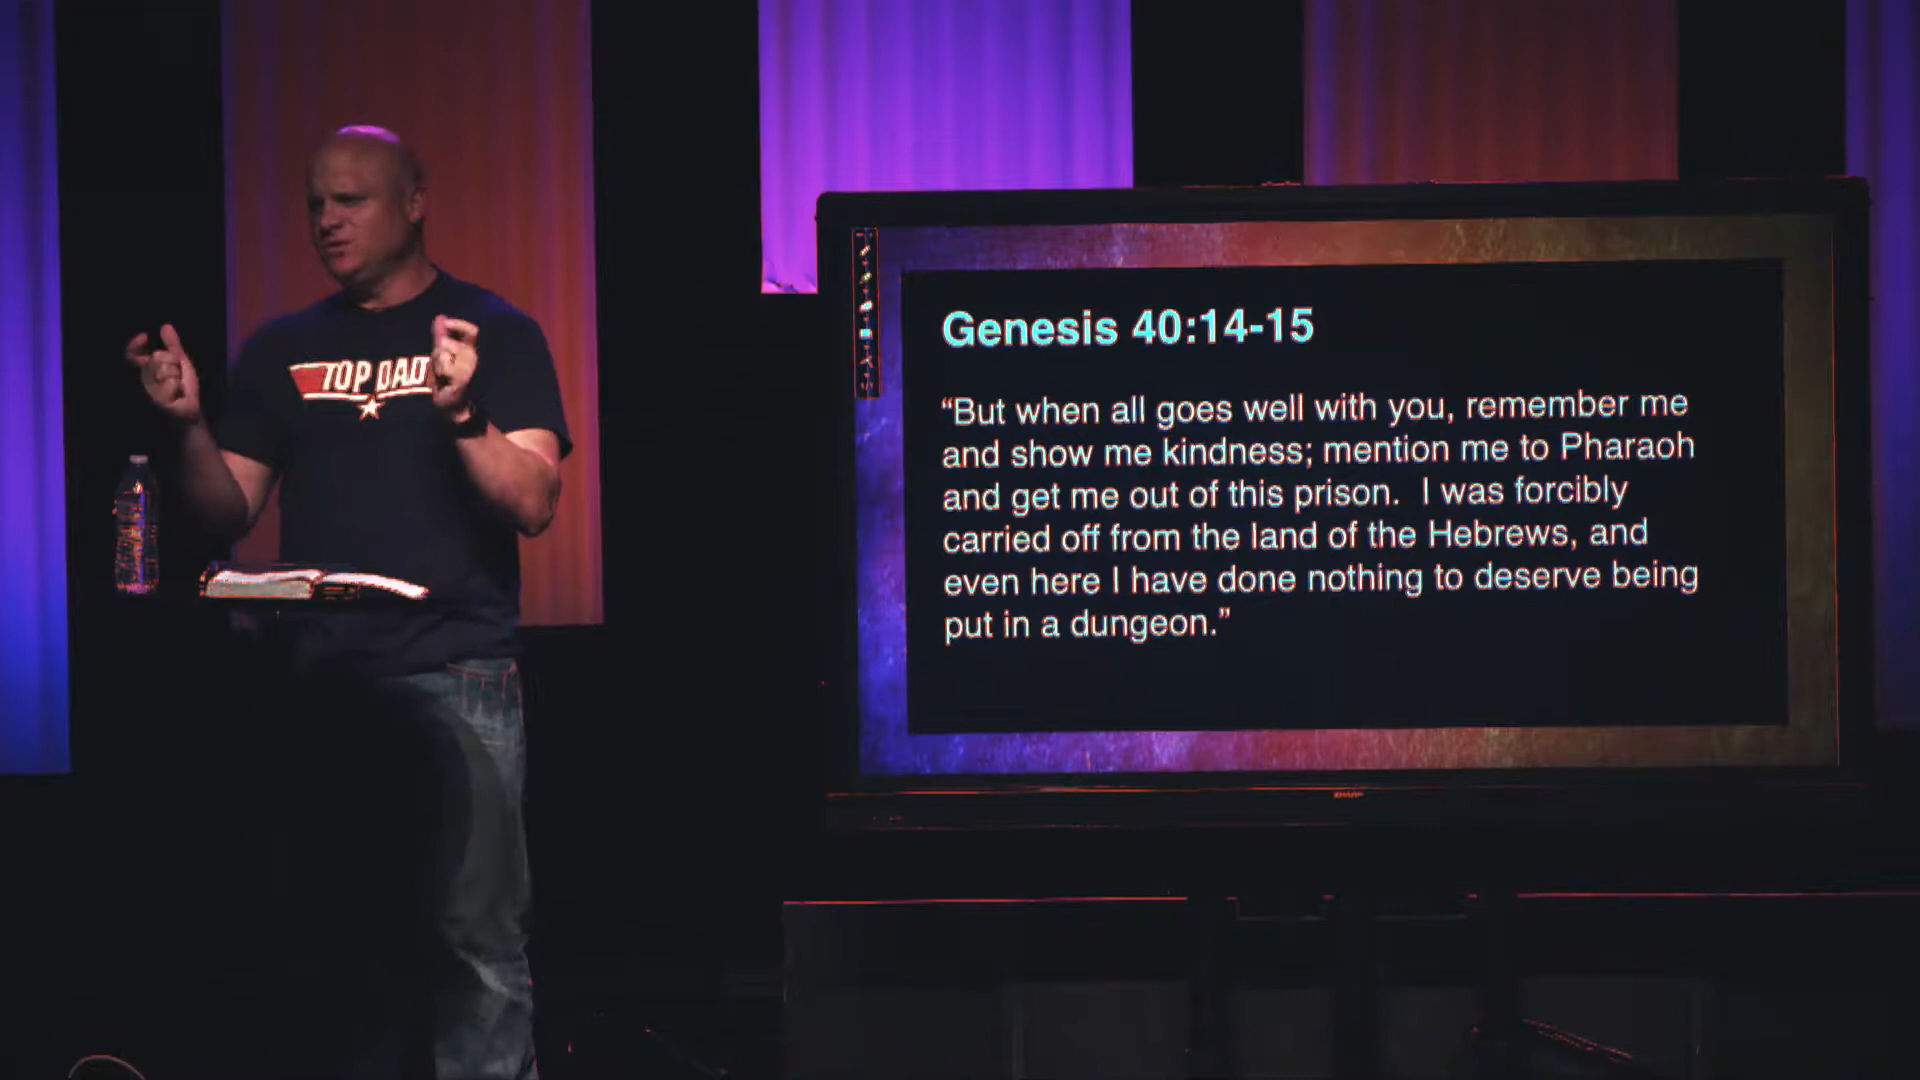 TOP DAD
Genesis 40:14-15
“But when all goes well with you, remember me
and show me kindness; mention me to Pharaoh
and get me out of this prison.  I was forcibly
carried off from the land of the Hebrews, and
even here I have done nothing to deserve being
put in a dungeon.”
SHARP